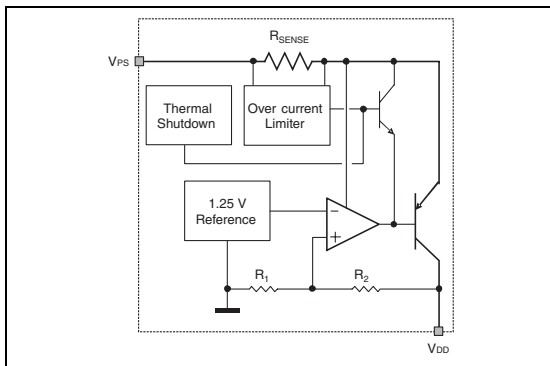 RSENSE
VPS
Thermal
Shutdown
Over current
Limiter
1.25 V
Reference
−
+
R1
R2
VDD